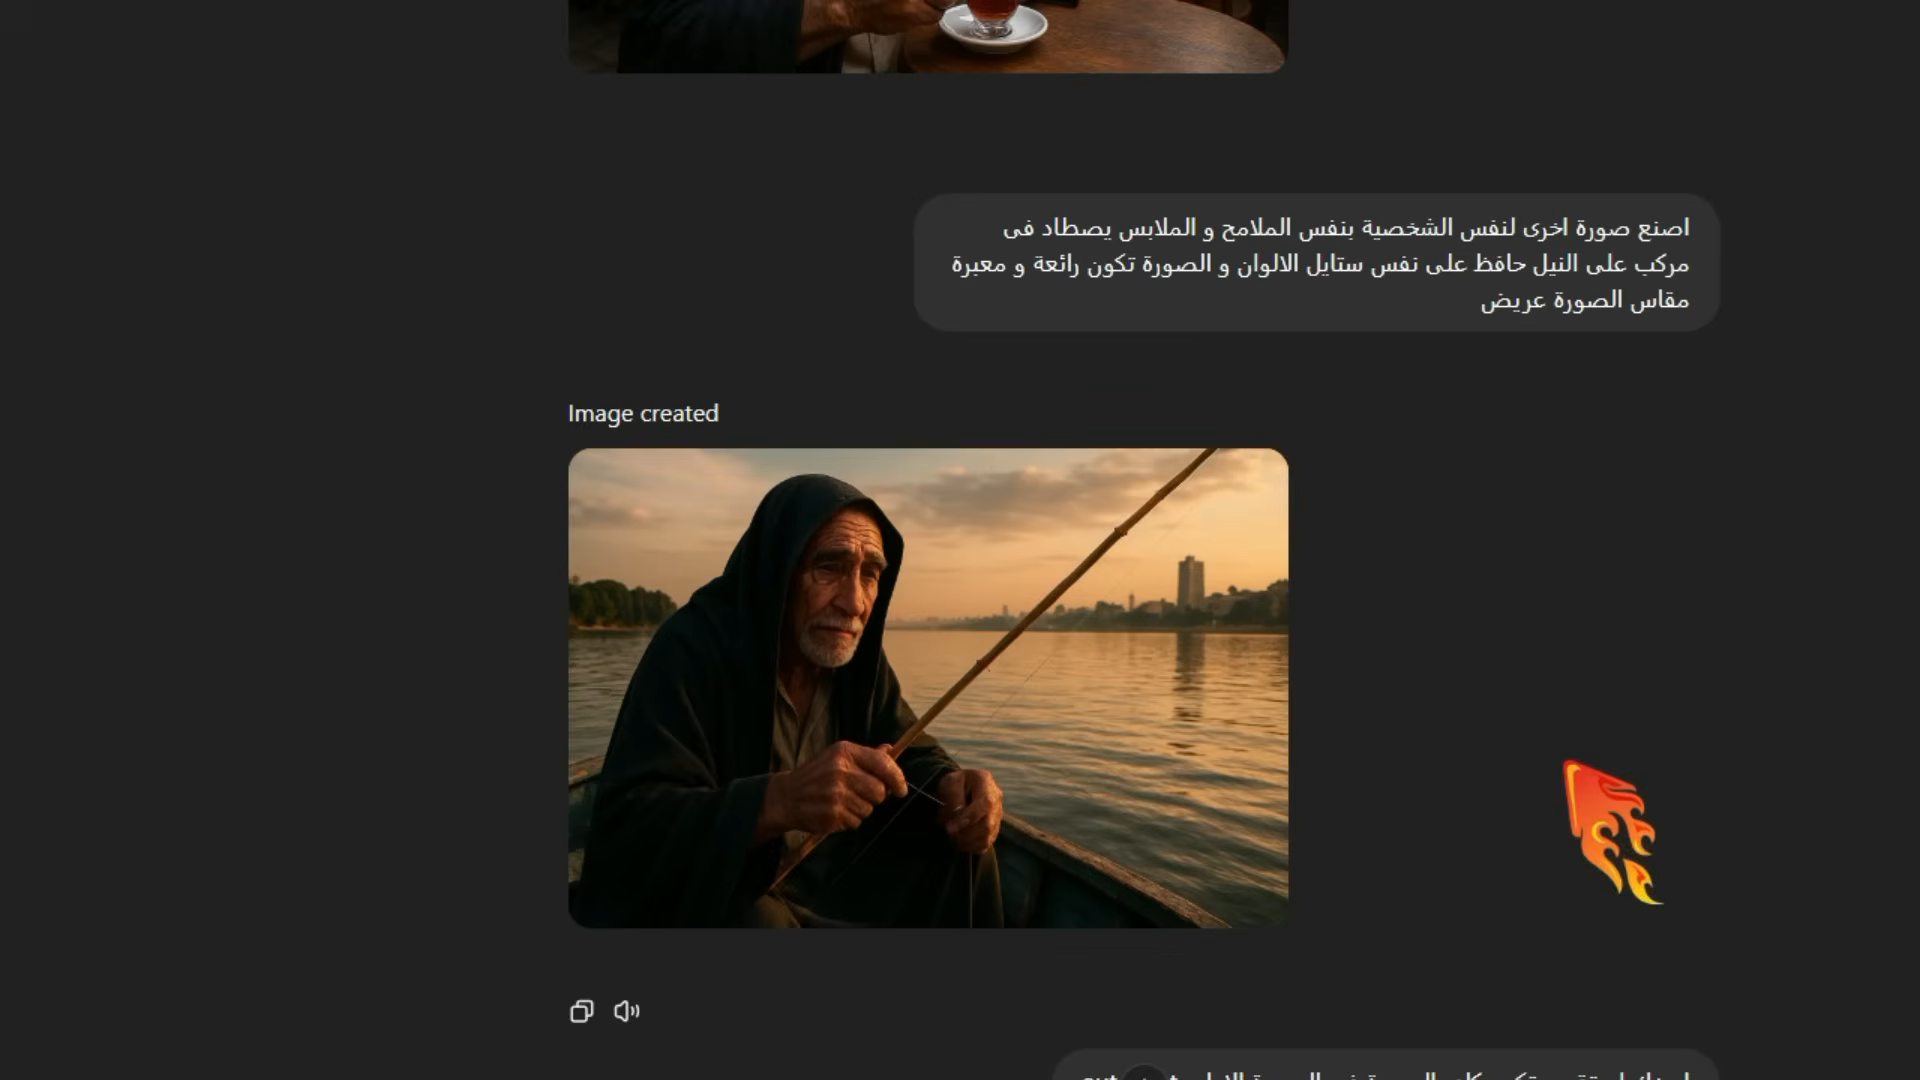 اصنع صورة اخرى لنفس الشخصية بنفس الملامح و الملابس يصطاد فى
مركب على النيل حافظ على نفس ستايل الالوان و الصورة تكون رائعة و معبرة
مقاس الصورة عريض
Image created